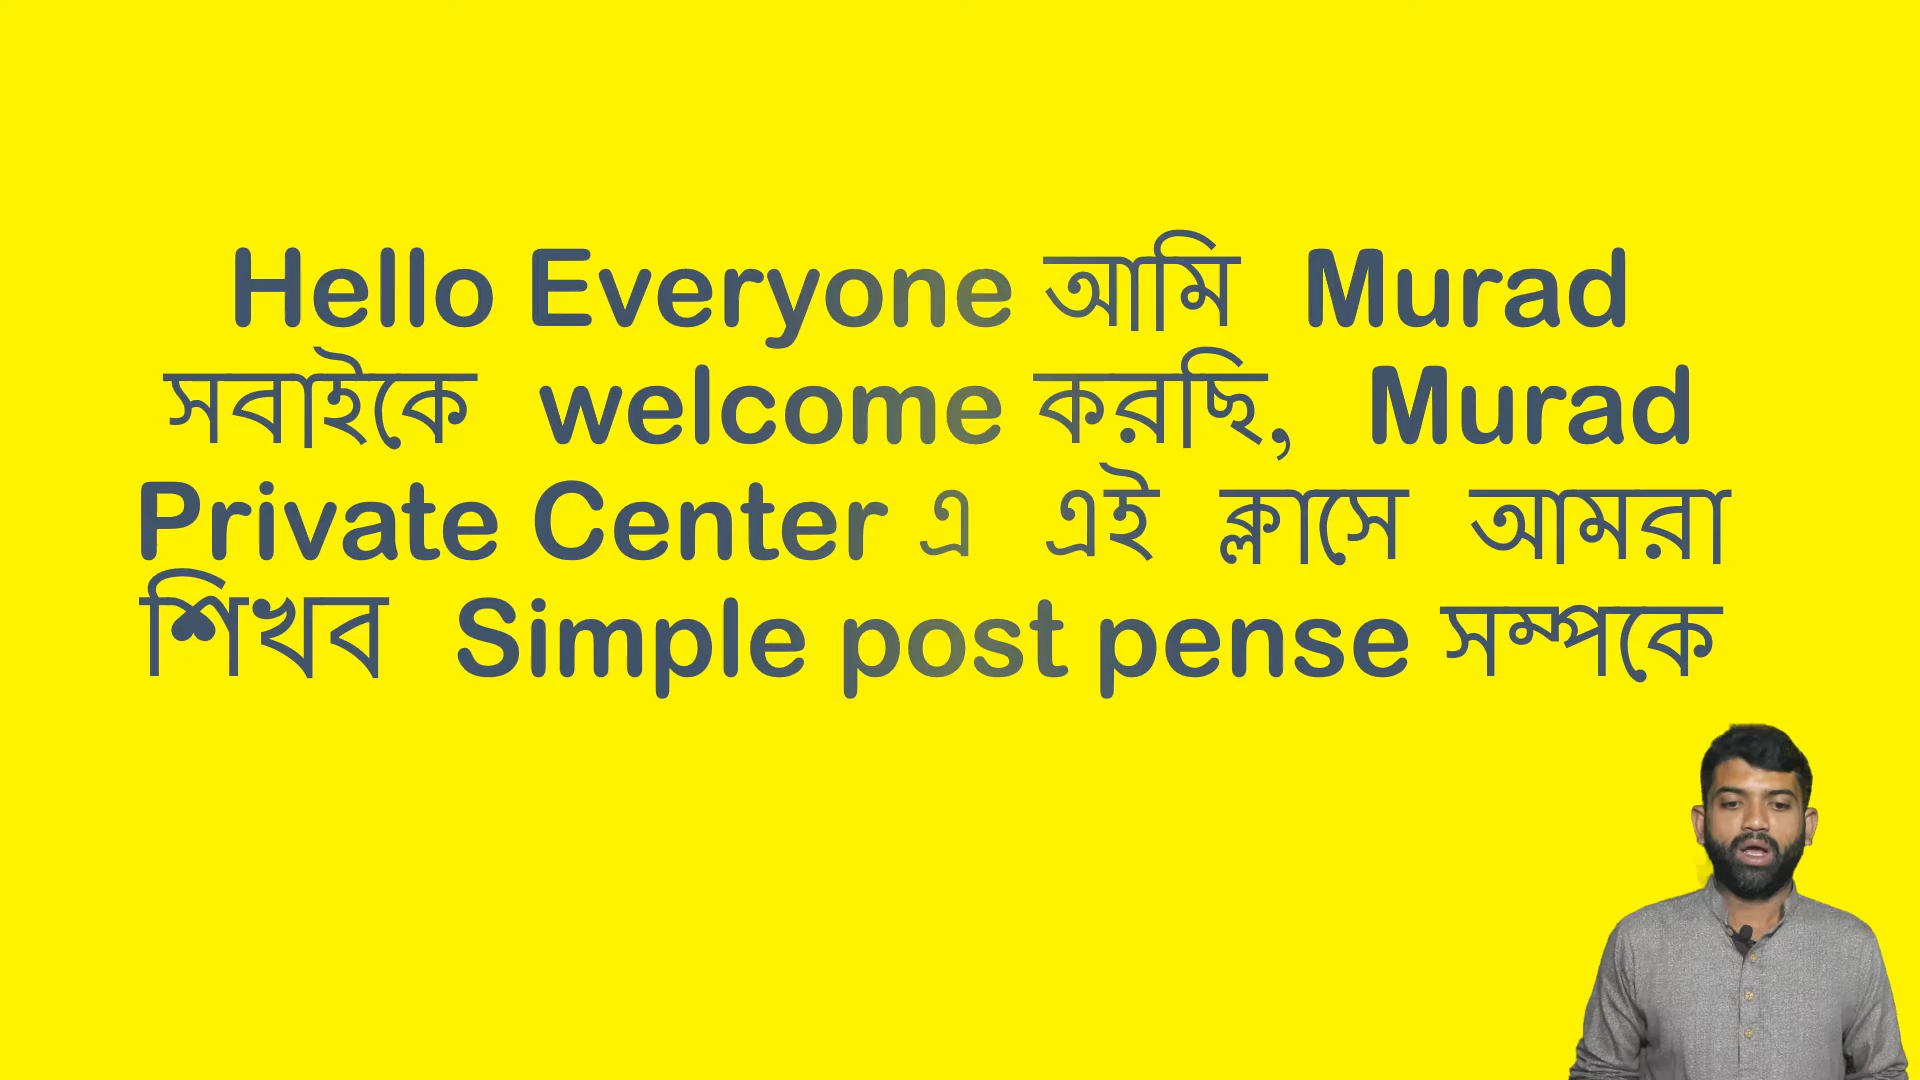 Hello Everyone আমি Murad
সবাইকে welcome করছি, Murad
Private Center এ এই ক্লাসে আমরা
শিখব Simple post pense সম্পকে